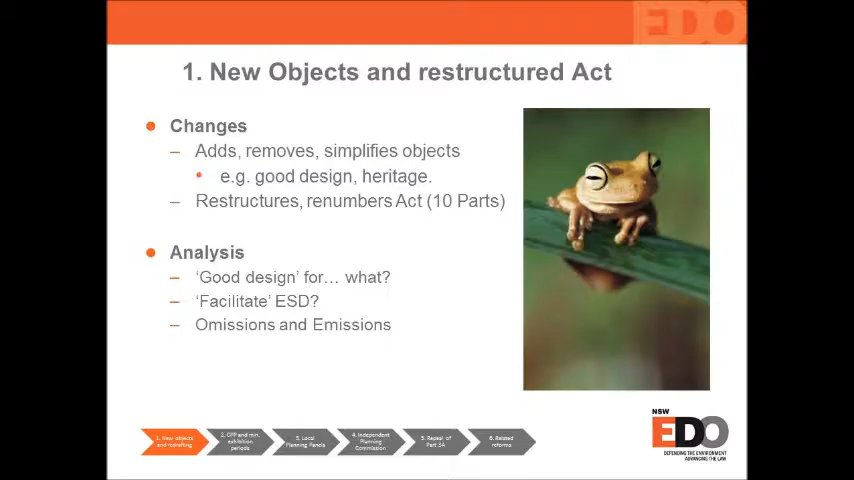 EDO
1. New Objects and restructured Act
Changes
– Adds, removes, simplifies objects
• e.g. good design, heritage.
– Restructures, renumbers Act (10 Parts)
Analysis
– ‘Good design’ for… what?
– ‘Facilitate’ ESD?
– Omissions and Emissions
1. New objects
and redrafting
2. CPP and min.
exhibition
periods
3. Local
Planning Panels
4. Independent
Planning
Commission
5. Repeal of
Part 3A
6. Related
reforms
NSW
EDO
DEFENDING THE ENVIRONMENT
ADVANCING THE LAW